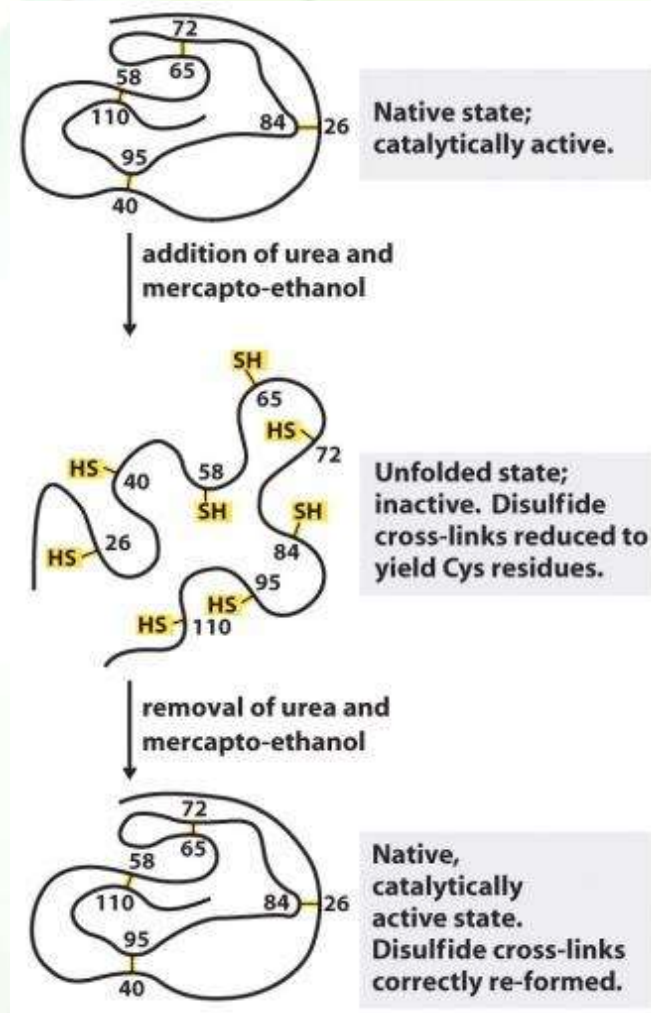 72
65
58
110
84
26
95
40
Native state;
catalytically active.
addition of urea and
mercapto-ethanol
SH
65
HS
72
HS
40
58
SH
SH
84
26
HS
95
HS
HS
110
Unfolded state;
inactive. Disulfide
cross-links reduced to
yield Cys residues.
removal of urea and
mercapto-ethanol
72
65
58
110
84
26
95
40
Native,
catalytically
active state.
Disulfide cross-links
correctly re-formed.